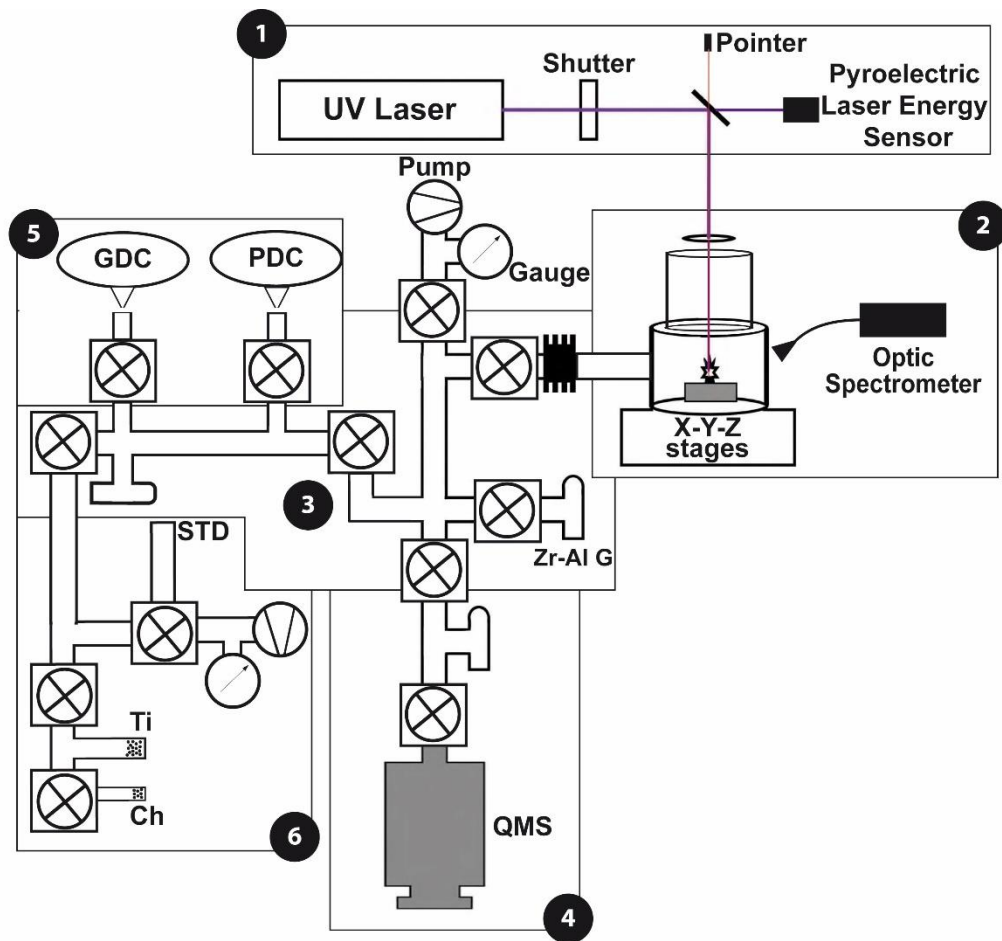 1
Pointer
Shutter
Pyroelectric
Laser Energy
Sensor
UV Laser
Pump
Gauge
5
GDC
PDC
2
Optic
Spectrometer
X-Y-Z
stages
3
Zr-Al G
STD
Ti
Ch
6
QMS
4